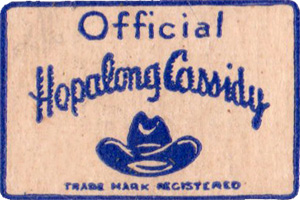 Official
Hopalong Cassidy
TRADE MARK REGISTERED